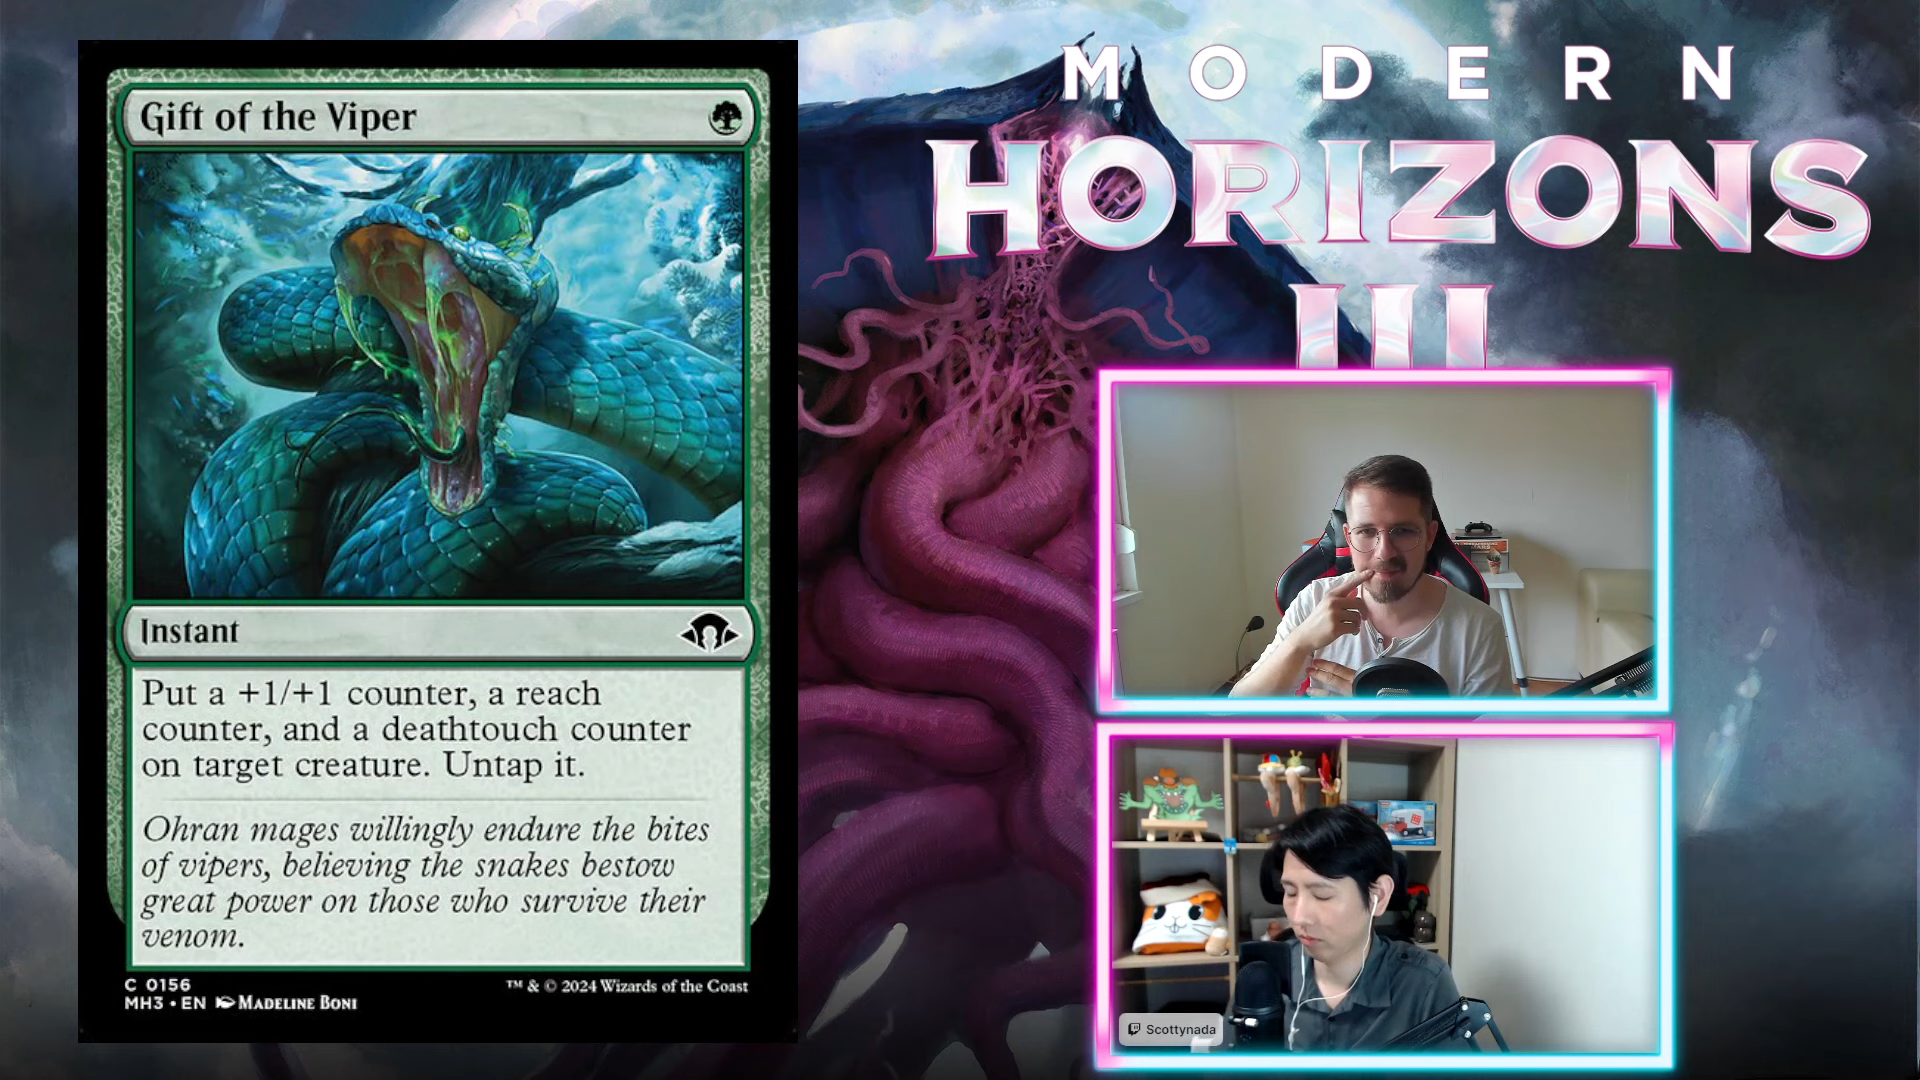 Gift of the Viper
Instant
Put a +1/+1 counter, a reach
counter, and a deathtouch counter
on target creature. Untap it.
Ohran mages willingly endure the bites
of vipers, believing the snakes bestow
great power on those who survive their
venom.
C 0156
MH3 • EN MADELINE BONI
™ & © 2024 Wizards of the Coast
MODERN
HORIZONS
III
Scottynada